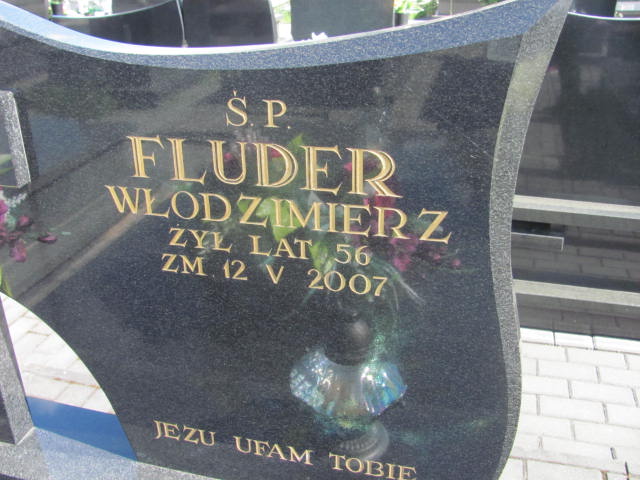 Ś.P.
FLUDER
WŁODZIMIERZ
ŻYŁ LAT 56
ZM 12 V 2007
JEZU UFAM TOBIE